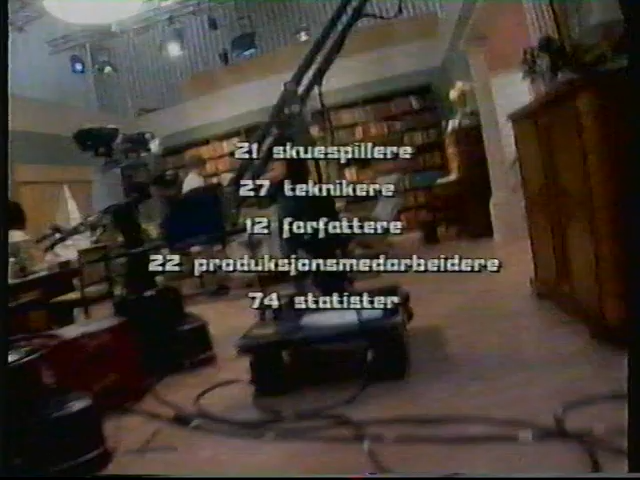 21 skuespillere
27 teknikere
12 forfattere
22 produksjonsmedarbeidere
74 statister